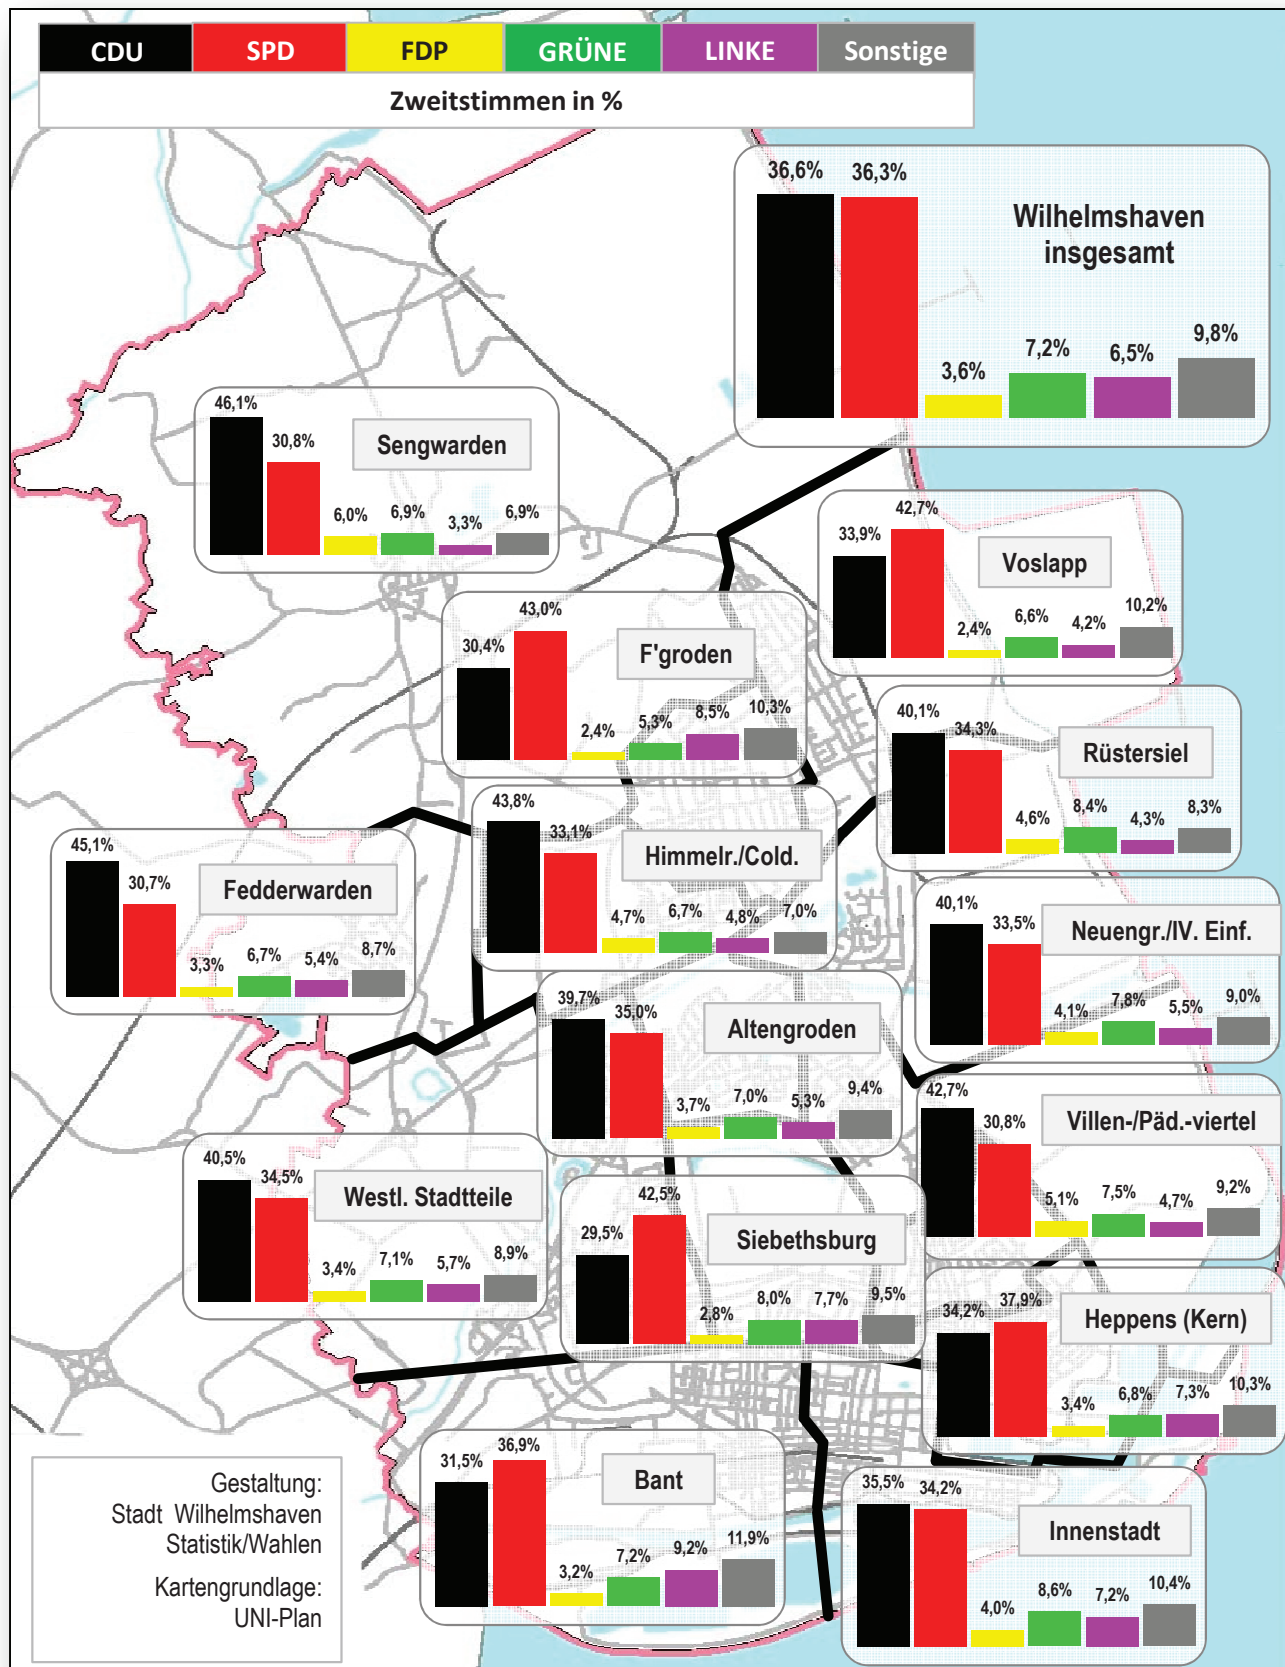 CDU SPD FDP GRÜNE LINKE Sonstige
Zweitstimmen in %
36,6% 36,3% 3,6% 7,2% 6,5% 9,8%
Wilhelmshaven
insgesamt
46,1% 30,8% 6,0% 6,9% 3,3% 6,9%
Sengwarden
33,9% 42,7% 2,4% 6,6% 4,2% 10,2%
Voslapp
30,4% 43,0% 2,4% 5,3% 8,5% 10,3%
F'groden
40,1% 34,3% 4,6% 8,4% 4,3% 8,3%
Rüstersiel
43,8% 33,1% 4,7% 6,7% 4,8% 7,0%
Himmelr./Cold.
45,1% 30,7% 3,3% 6,7% 5,4% 8,7%
Fedderwarden
40,1% 33,5% 4,1% 7,8% 5,5% 9,0%
Neuengr./IV. Einf.
39,7% 35,0% 3,7% 7,0% 5,3% 9,4%
Altengroden
42,7% 30,8% 5,1% 7,5% 4,7% 9,2%
Villen-/Päd.-viertel
40,5% 34,5% 3,4% 7,1% 5,7% 8,9%
Westl. Stadtteile
29,5% 42,5% 2,8% 8,0% 7,7% 9,5%
Siebethsburg
34,2% 37,9% 3,4% 6,8% 7,3% 10,3%
Heppens (Kern)
31,5% 36,9% 3,2% 7,2% 9,2% 11,9%
Bant
35,5% 34,2% 4,0% 8,6% 7,2% 10,4%
Innenstadt
Gestaltung:
Stadt Wilhelmshaven
Statistik/Wahlen
Kartengrundlage:
UNI-Plan